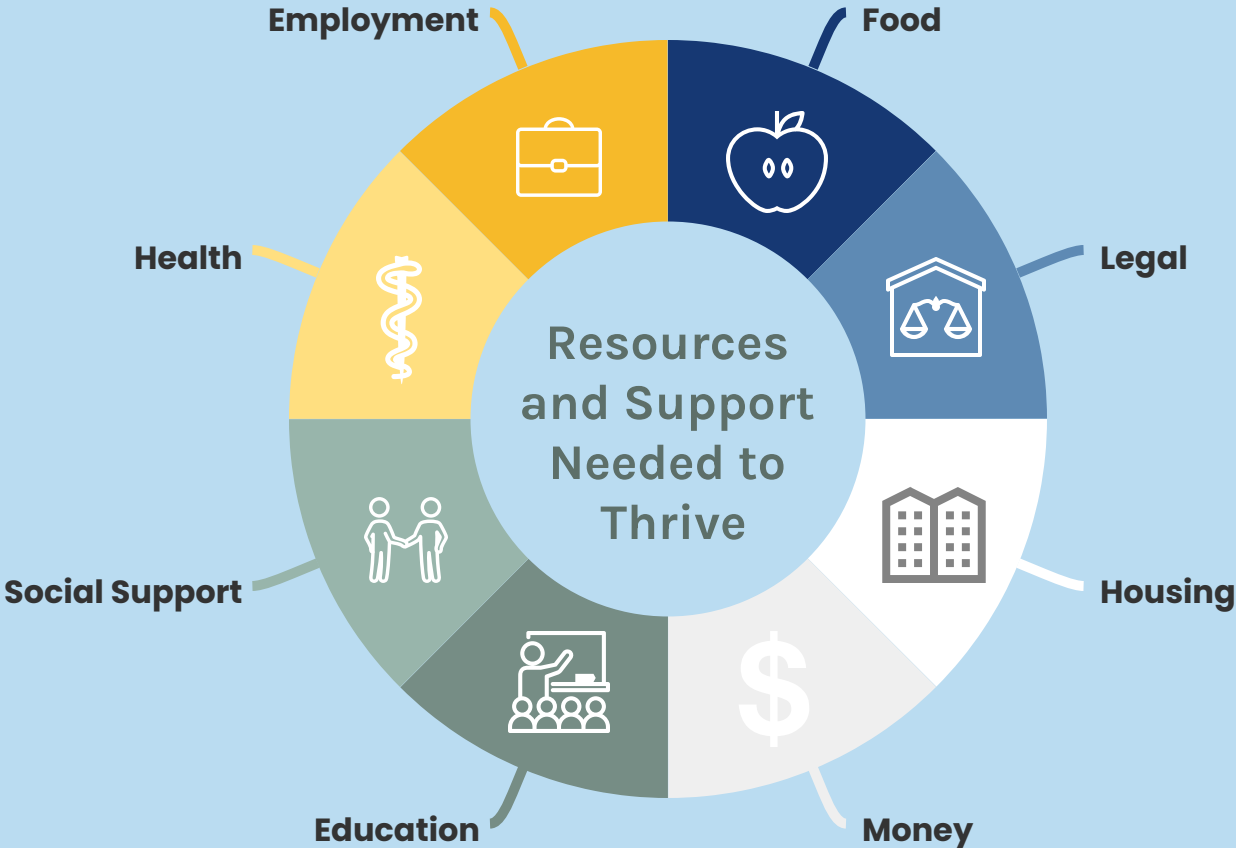 Employment
Food
Health
Legal
Resources
and Support
Needed to
Thrive
Social Support
Housing
$
Education
Money